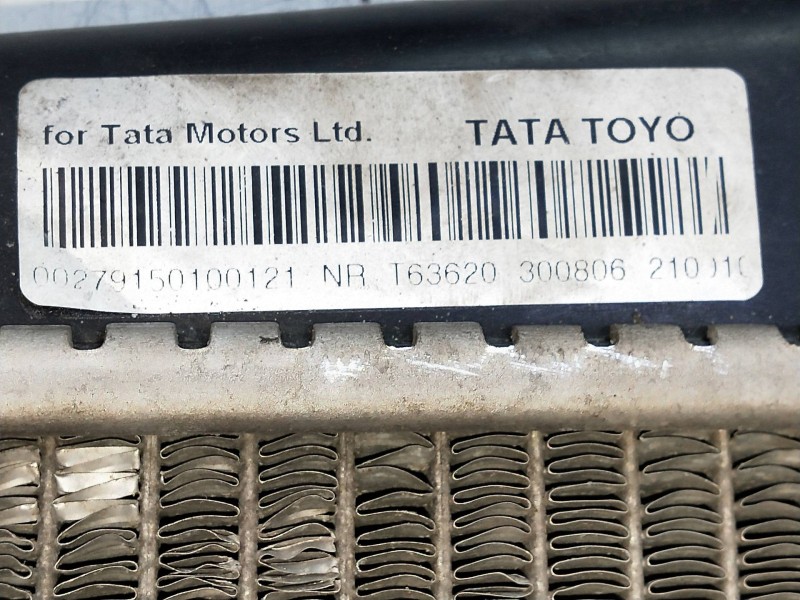 for Tata Motors Ltd. TATA TOYO
00279150100121 NR T63620 300806